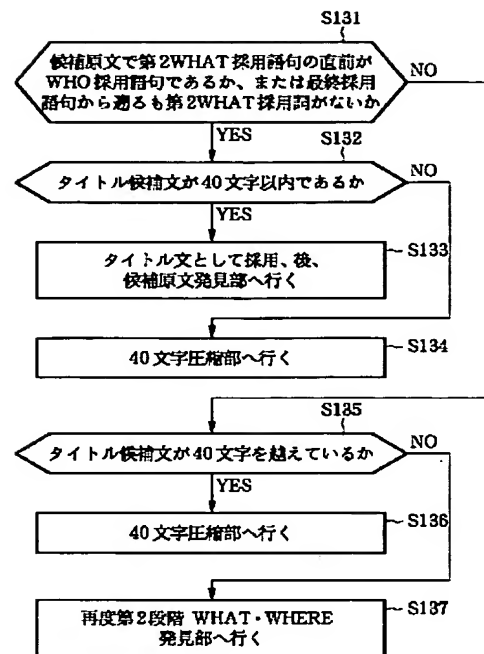 S131
候補原文で第2WHAT採用語句の直前が
WHO採用語句であるか、または最終採用
語句から遡るも第2WHAT採用詞がないか
NO
YES
S132
タイトル候補文が40文字以内であるか
NO
YES
タイトル文として採用、後、
候補原文発見部へ行く
S133
40文字圧縮部へ行く
S134
S135
タイトル候補文が40文字を越えているか
NO
YES
40文字圧縮部へ行く
S136
再度第2段階 WHAT・WHERE
発見部へ行く
S137